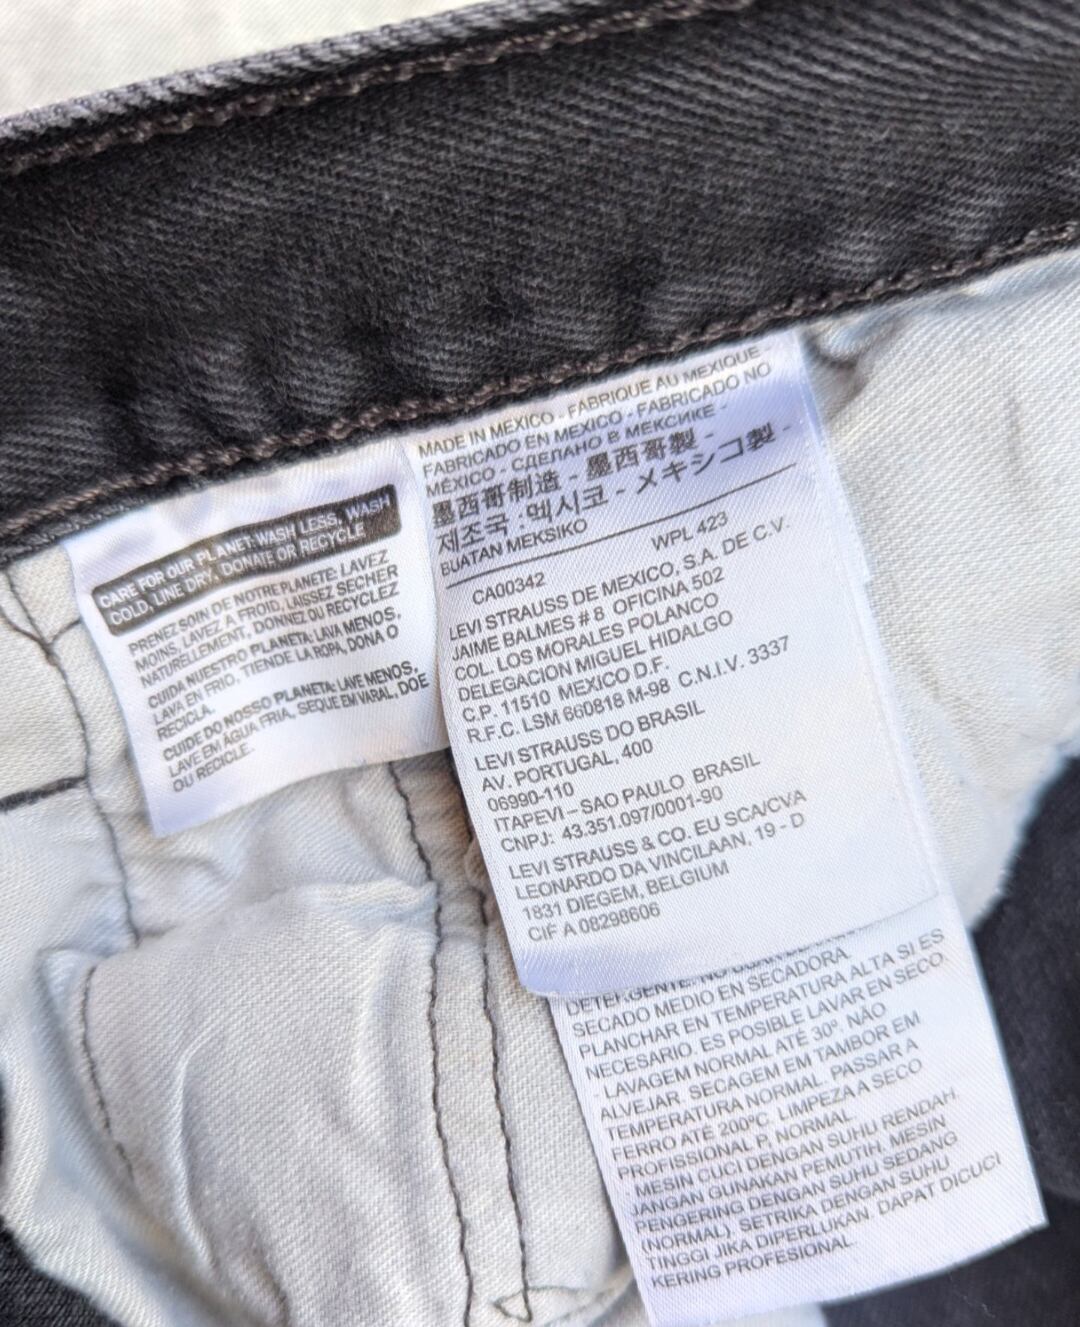 CARE FOR OUR PLANET: WASH LESS, WASH
COLD, LINE DRY, DONATE OR RECYCLE
PRENEZ SOIN DE NOTRE PLANETE: LAVEZ
MOINS, LAVEZ A FROID, LAISSEZ SECHER
NATURELLEMENT, DONNEZ OU RECYCLEZ
CUIDA NUESTRO PLANETA: LAVA MENOS,
LAVA EN FRIO, TIENDE LA ROPA, DONA O
RECICLA.
CUIDE DO NOSSO PLANETA: LAVE MENOS,
LAVE EM ÁGUA FRIA, SEQUE EM VARAL, DOE
OU RECICLE.
MADE IN MEXICO - FABRIQUÉ AU MEXIQUE -
FABRICADO EN MEXICO - FABRICADO NO
MÉXICO - СДЕЛАНО В МЕКСИКЕ -
墨西哥制造 - 墨西哥製 -
제조국 :멕시코 - メキシコ製 -
BUATAN MEKSIKO
WPL 423
CA00342
LEVI STRAUSS DE MEXICO, S.A. DE C.V.
JAIME BALMES # 8 OFICINA 502
COL. LOS MORALES POLANCO
DELEGACION MIGUEL HIDALGO
C.P. 11510 MEXICO D.F.
R.F.C. LSM 660818 M-98 C.N.I.V. 3337
LEVI STRAUSS DO BRASIL
AV. PORTUGAL, 400
06990-110
ITAPEVI – SAO PAULO BRASIL
CNPJ: 43.351.097/0001-90
LEVI STRAUSS & CO. EU SCA/CVA
LEONARDO DA VINCILAAN, 19 - D
1831 DIEGEM, BELGIUM
CIF A 08298606
DETERGENTE. NO
SECADO MEDIO EN SECADORA.
PLANCHAR EN TEMPERATURA ALTA SI ES
NECESARIO. ES POSIBLE LAVAR EN SECO.
- LAVAGEM NORMAL ATÉ 30º. NÃO
ALVEJAR. SECAGEM EM TAMBOR EM
TEMPERATURA NORMAL. PASSAR A
FERRO ATÉ 200ºC. LIMPEZA A SECO
PROFISSIONAL P, NORMAL.
MESIN CUCI DENGAN SUHU RENDAH.
JANGAN GUNAKAN PEMUTIH. MESIN
PENGERING DENGAN SUHU SEDANG
(NORMAL). SETRIKA DENGAN SUHU
TINGGI JIKA DIPERLUKAN. DAPAT DICUCI
KERING PROFESIONAL.